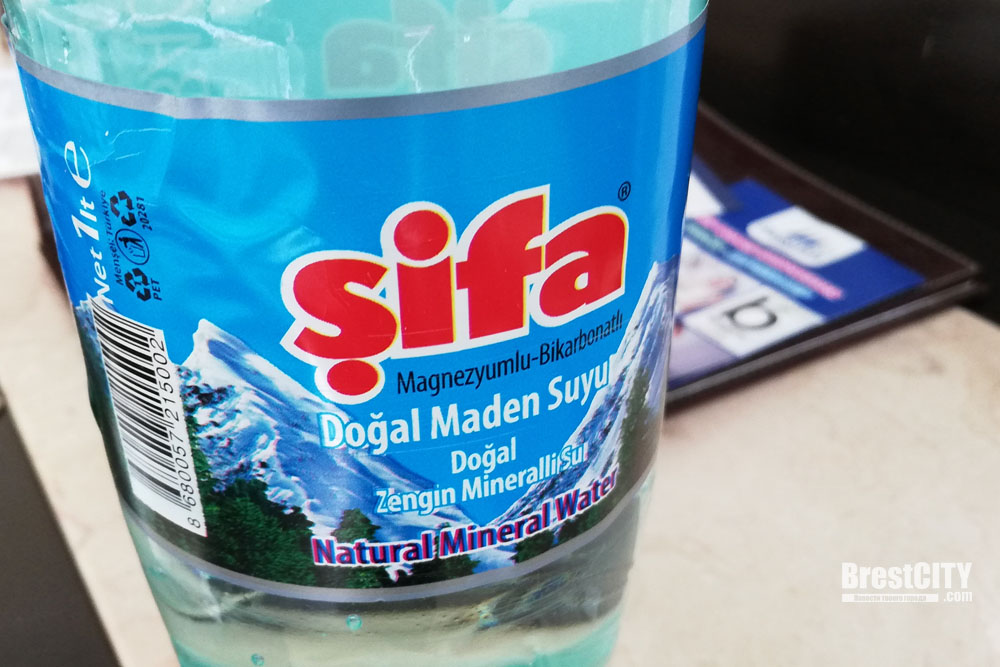 Net 1lt e
Menşei: Türkiye
20281
PET
8 680057 215002
Şifa®
Magnezyumlu-Bikarbonatlı
Doğal Maden Suyu
Doğal
Zengin Mineralli Su
Natural Mineral Water
b
BrestCITY
.com